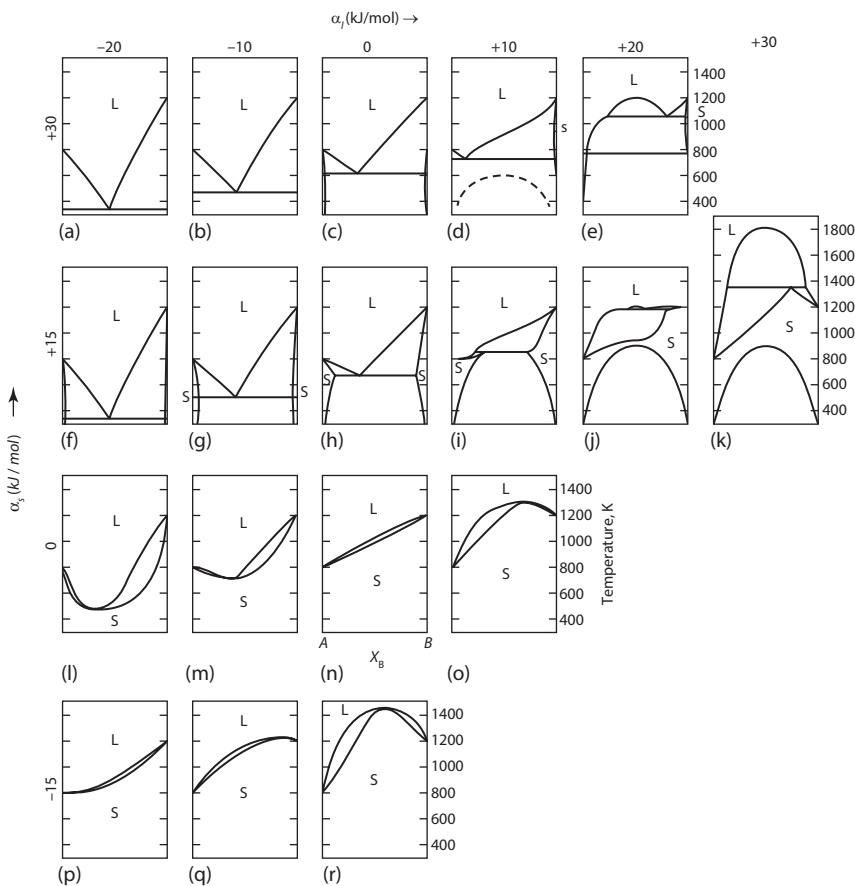 α_l (kJ/mol) →
–20 –10 0 +10 +20 +30
+30
L L L L s L S
1400
1200
1000
800
600
400
(a) (b) (c) (d) (e)
+15
L L S S L S S L S S L S L S
1800
1600
1400
1200
1000
800
600
400
(f) (g) (h) (i) (j) (k)
α_s (kJ / mol) →
0
L S L S L S L S
1400
1200
1000
800
600
400
Temperature, K
A B
X_B
(l) (m) (n) (o)
–15
L S L S L S
1400
1200
1000
800
600
400
(p) (q) (r)